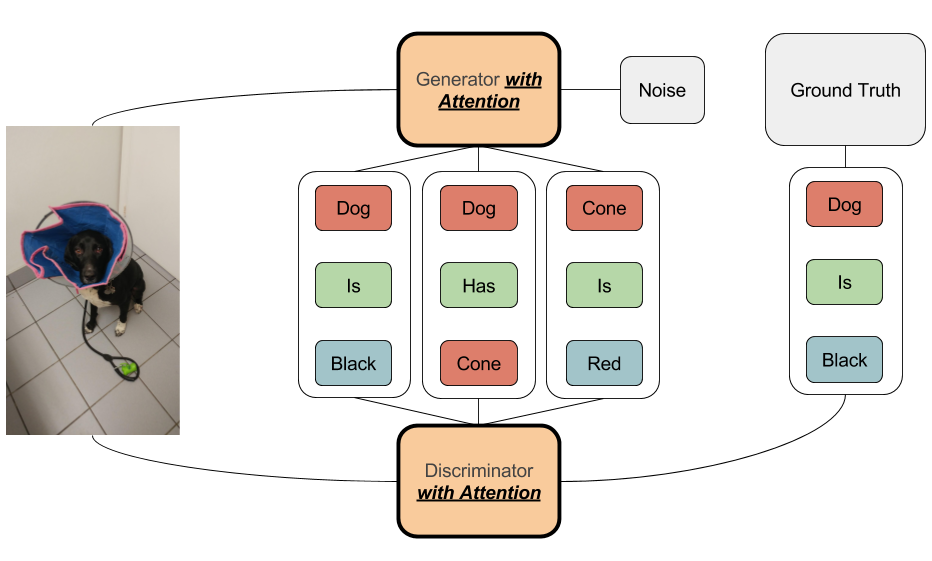 Generator with
Attention
Noise
Ground Truth
Dog
Is
Black
Dog
Has
Cone
Cone
Is
Red
Dog
Is
Black
Discriminator
with Attention